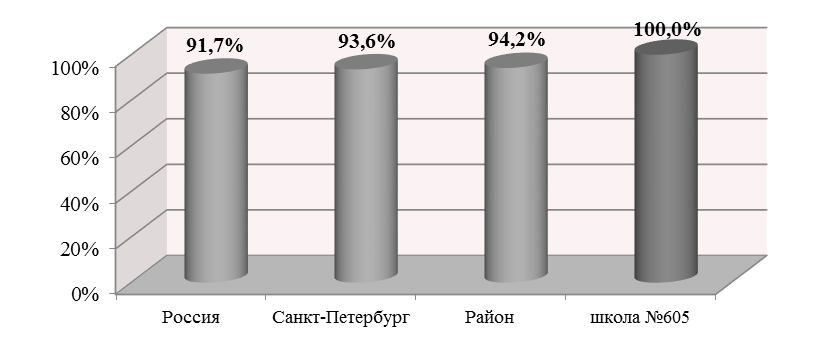 91,7%
93,6%
94,2%
100,0%
100%
80%
60%
40%
20%
0%
Россия
Санкт-Петербург
Район
школа №605